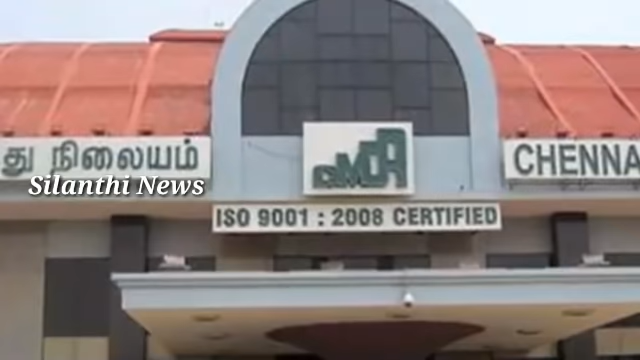 து நிலையம்
CMDA
CHENNA
Silanthi News
ISO 9001 : 2008 CERTIFIED